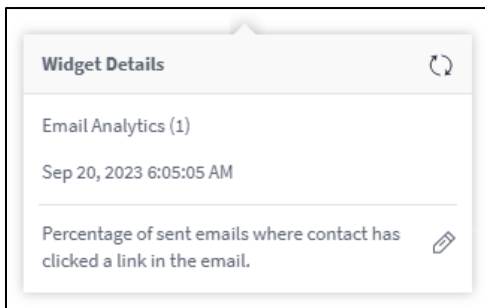 Widget Details
Email Analytics (1)
Sep 20, 2023 6:05:05 AM
Percentage of sent emails where contact has
clicked a link in the email.